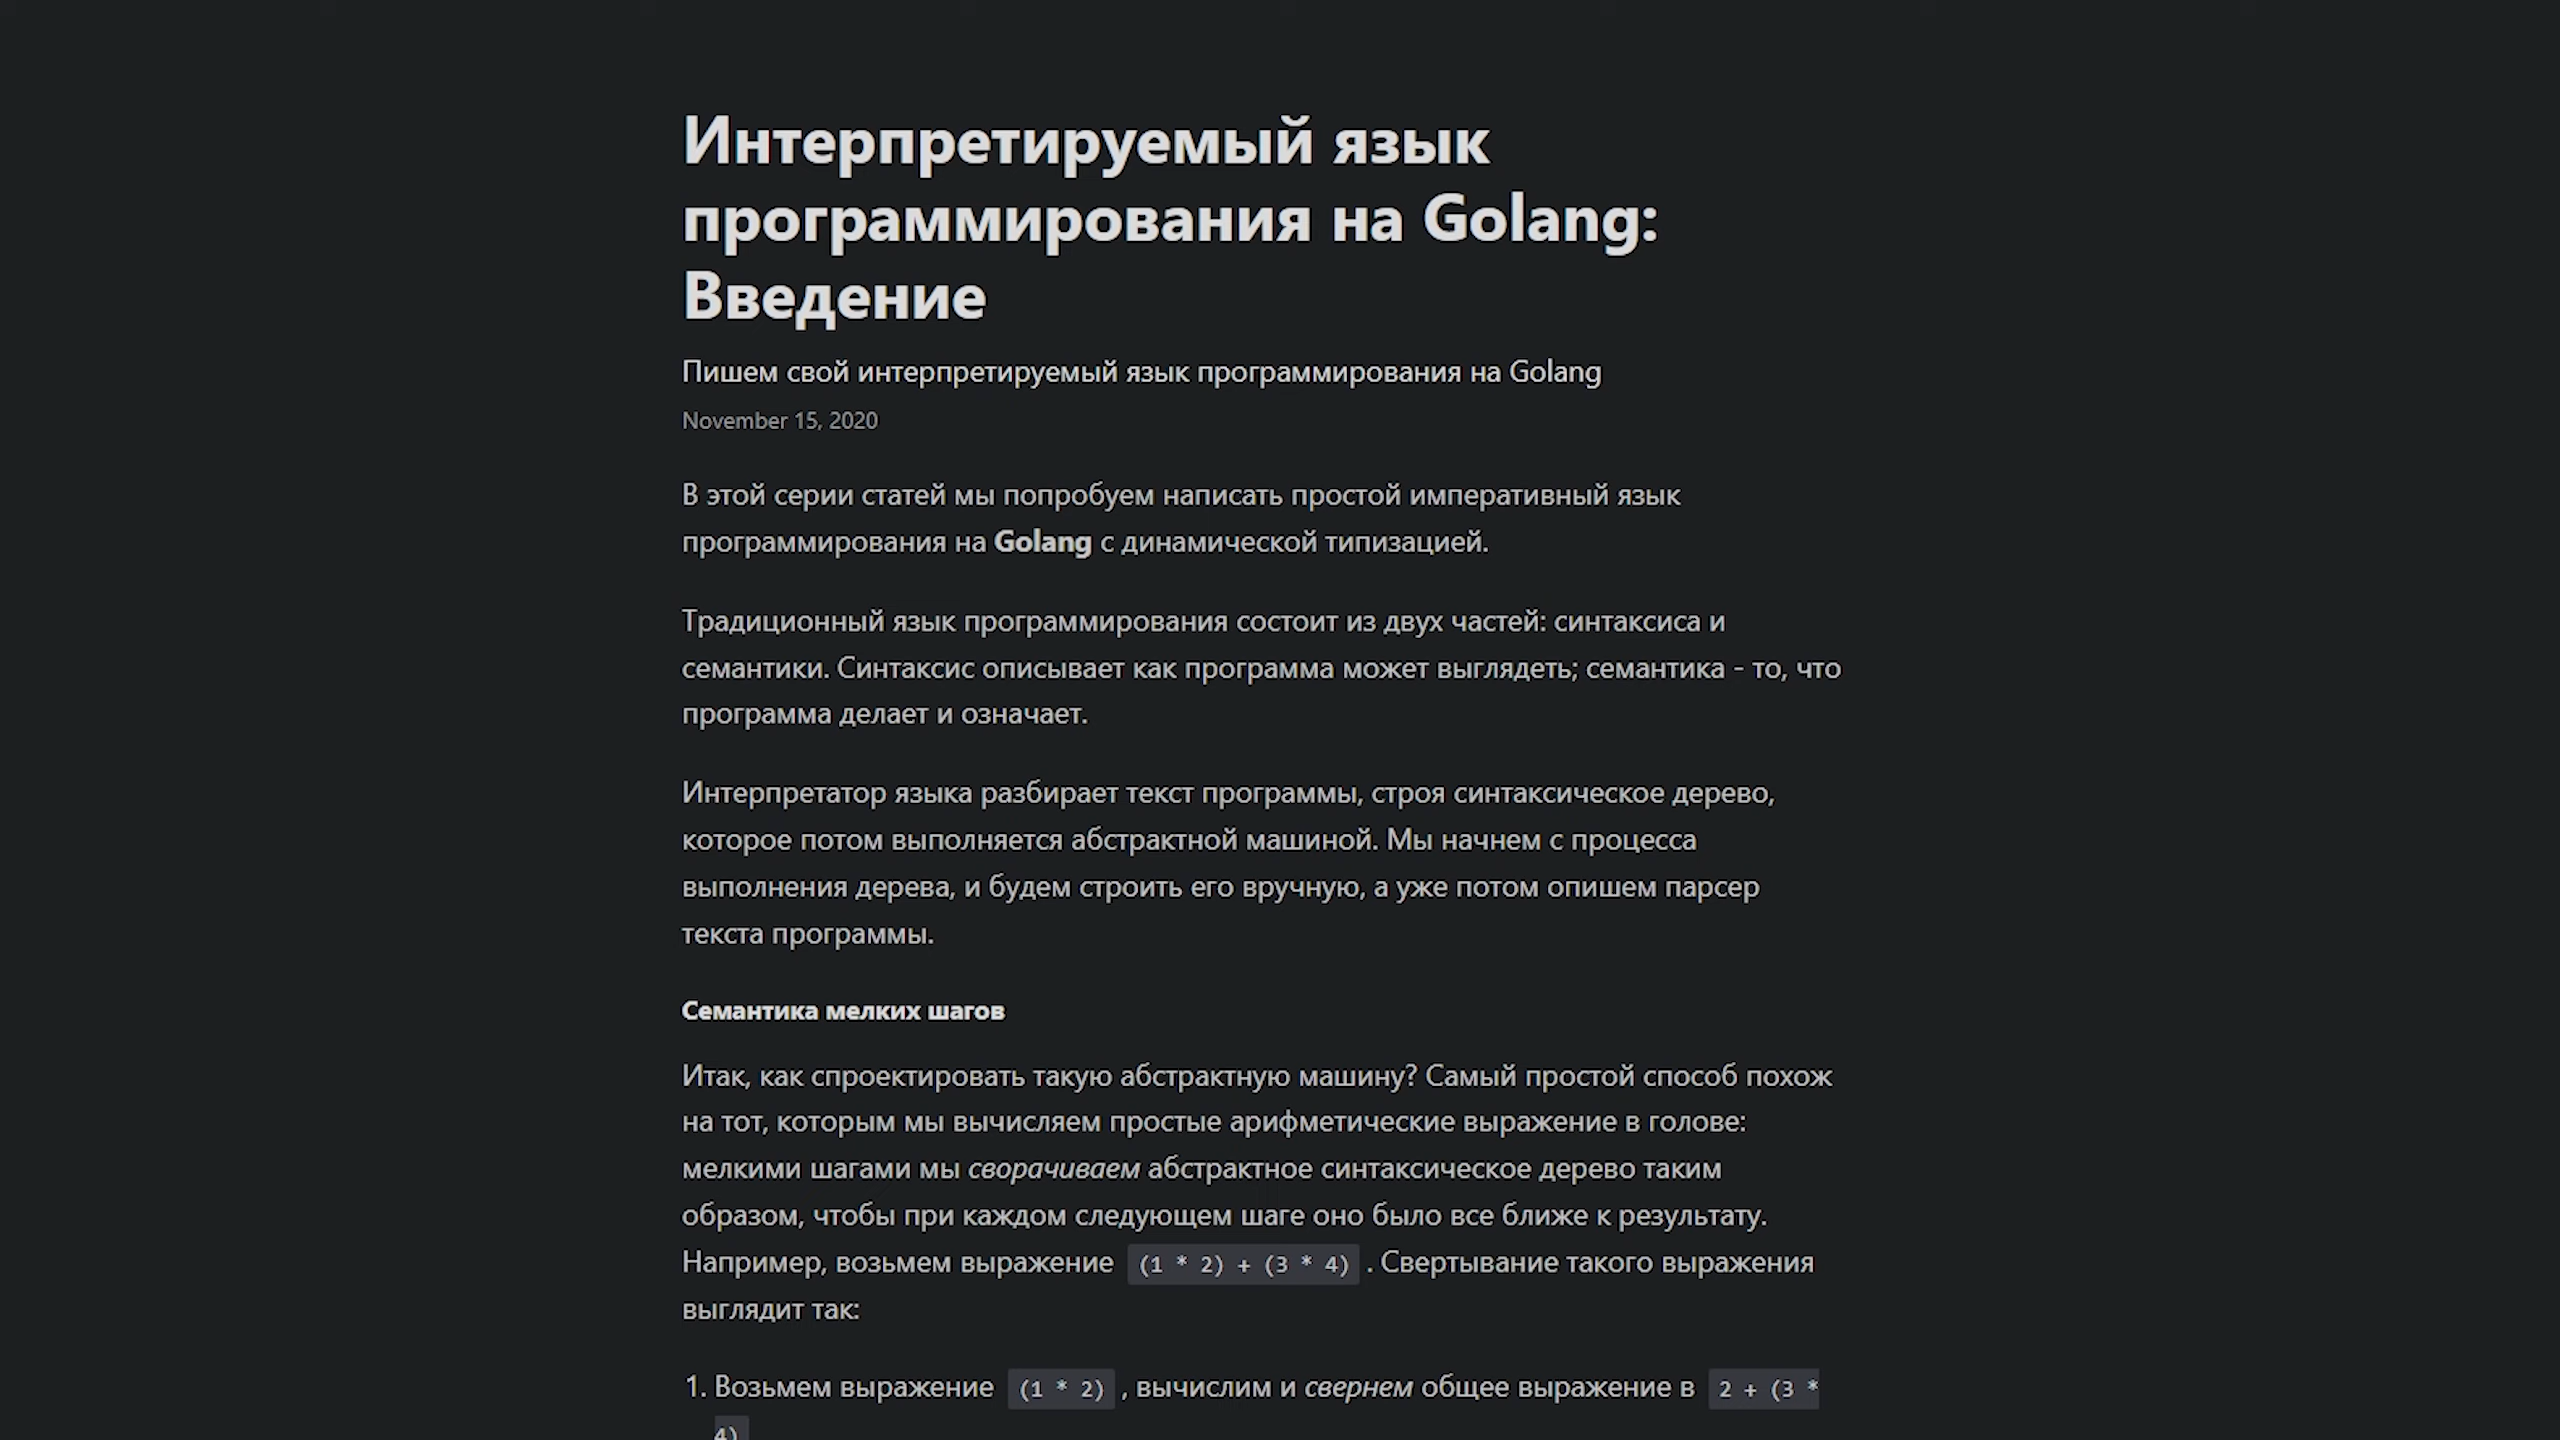 Интерпретируемый язык
программирования на Golang:
Введение
Пишем свой интерпретируемый язык программирования на Golang
November 15, 2020
В этой серии статей мы попробуем написать простой императивный язык
программирования на Golang с динамической типизацией.
Традиционный язык программирования состоит из двух частей: синтаксиса и
семантики. Синтаксис описывает как программа может выглядеть; семантика - то, что
программа делает и означает.
Интерпретатор языка разбирает текст программы, строя синтаксическое дерево,
которое потом выполняется абстрактной машиной. Мы начнем с процесса
выполнения дерева, и будем строить его вручную, а уже потом опишем парсер
текста программы.
Семантика мелких шагов
Итак, как спроектировать такую абстрактную машину? Самый простой способ похож
на тот, которым мы вычисляем простые арифметические выражение в голове:
мелкими шагами мы сворачиваем абстрактное синтаксическое дерево таким
образом, чтобы при каждом следующем шаге оно было все ближе к результату.
Например, возьмем выражение (1 * 2) + (3 * 4) . Свертывание такого выражения
выглядит так:
1. Возьмем выражение (1 * 2) , вычислим и свернем общее выражение в 2 + (3 *
4)